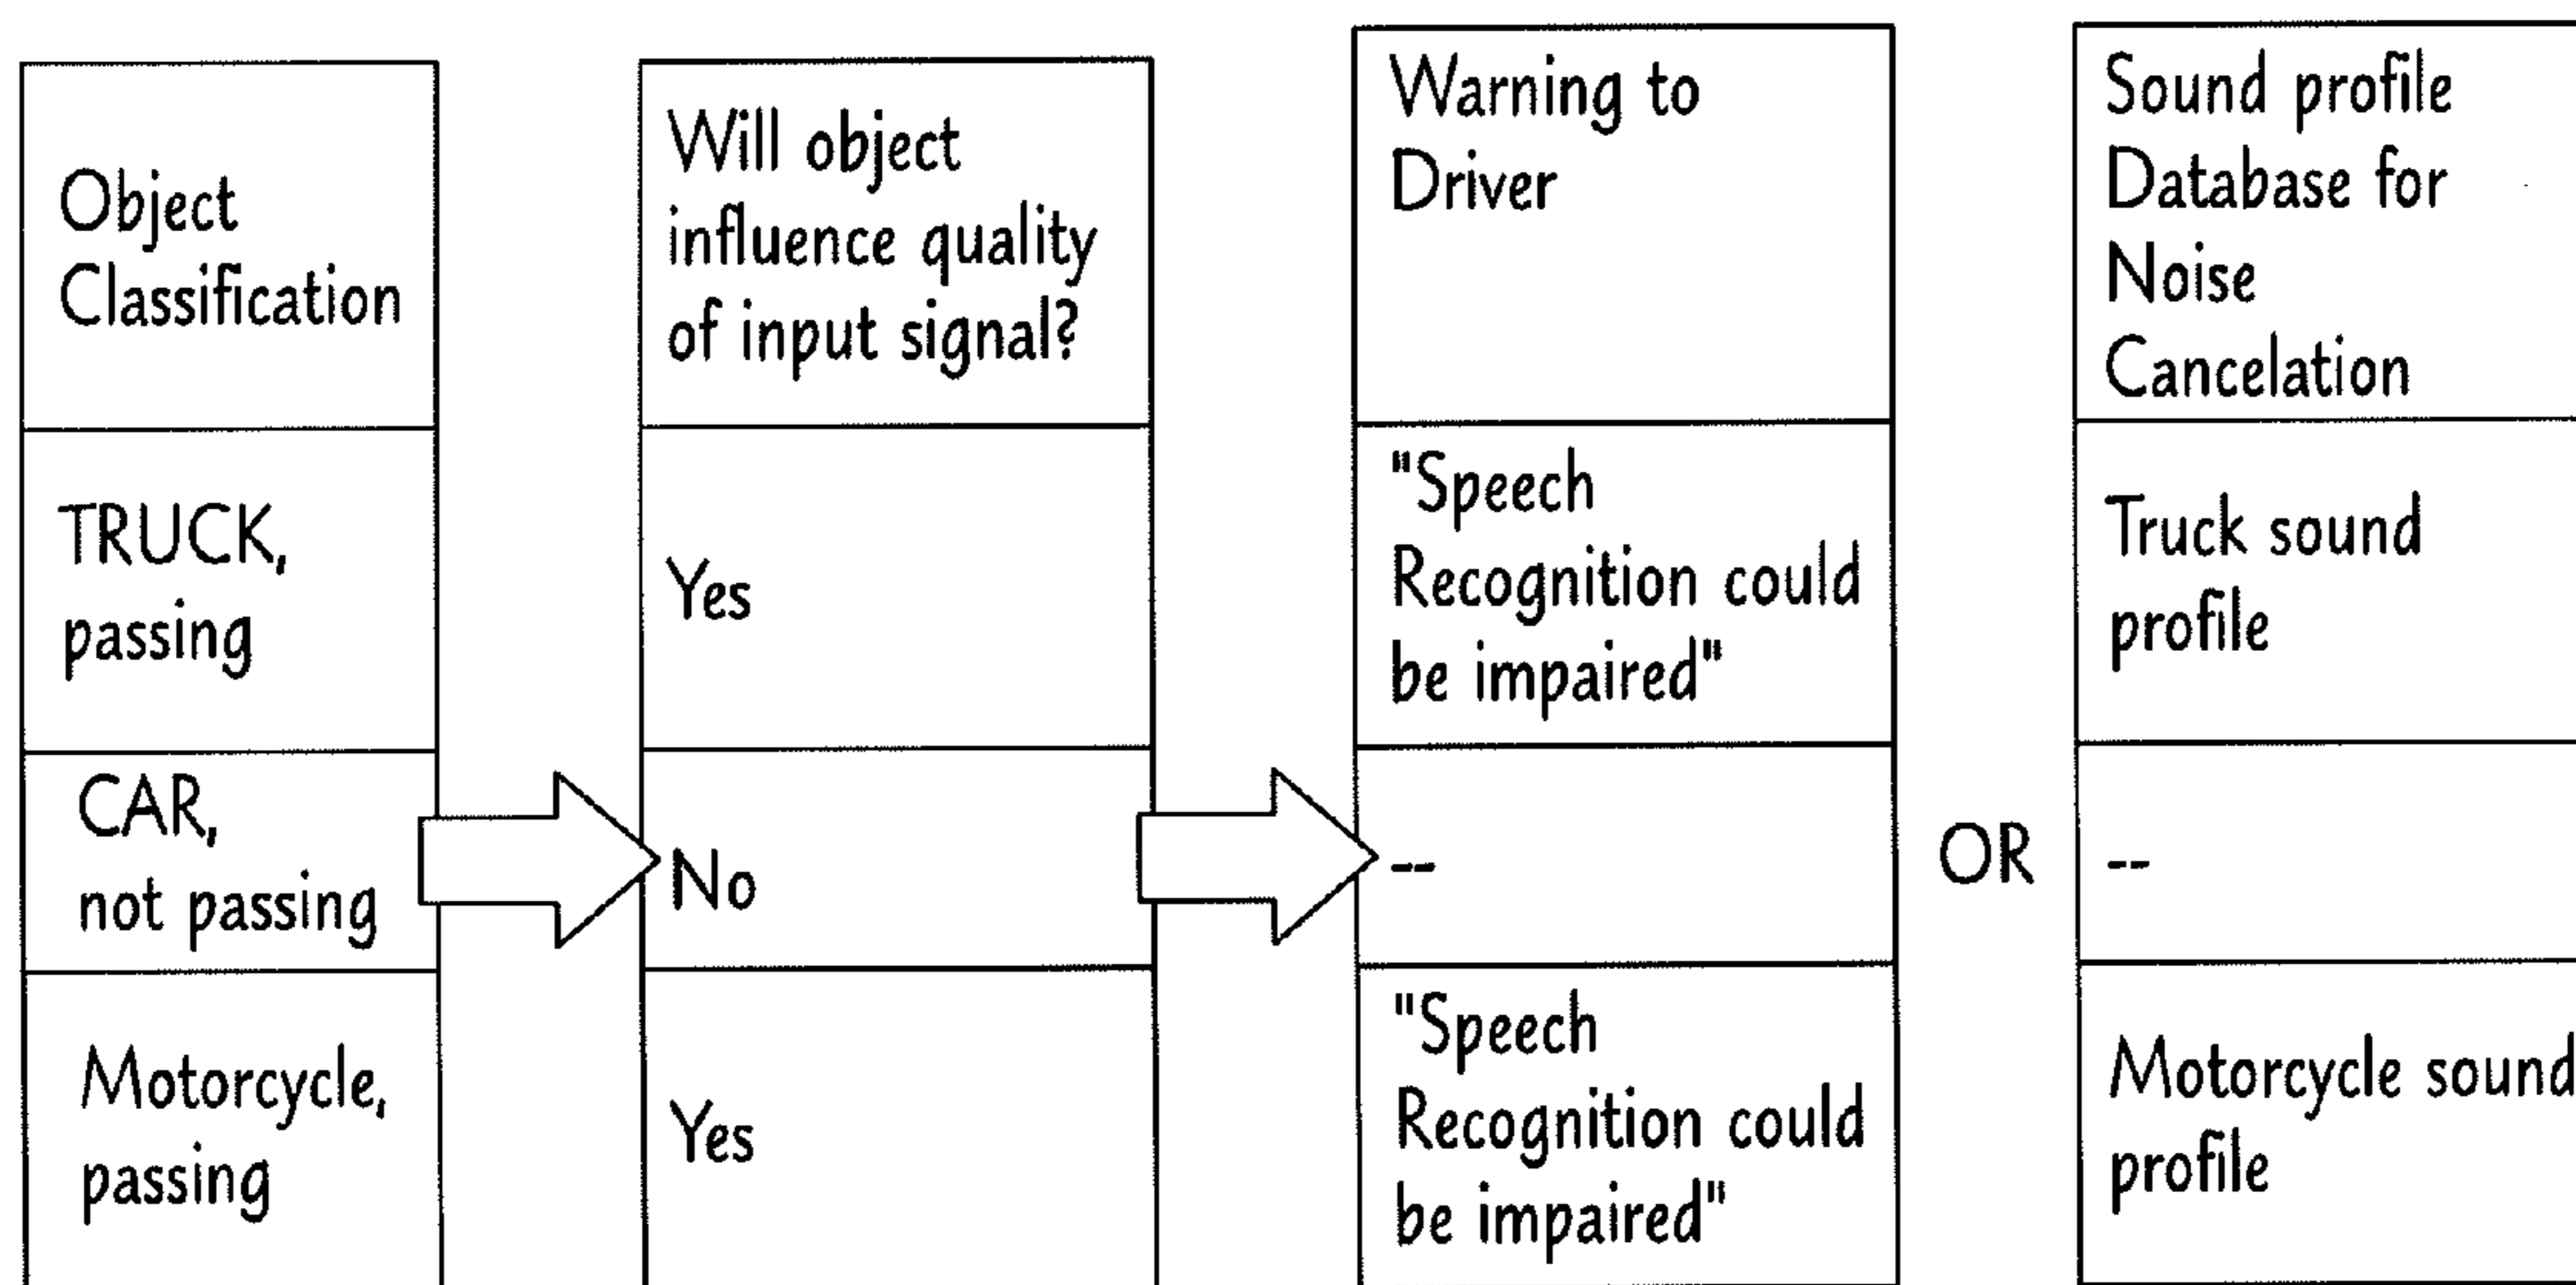 Object
Classification
TRUCK,
passing
CAR,
not passing
Motorcycle,
passing
Will object
influence quality
of input signal?
Yes
No
Yes
Warning to
Driver
"Speech
Recognition could
be impaired"
--
"Speech
Recognition could
be impaired"
OR
Sound profile
Database for
Noise
Cancelation
Truck sound
profile
--
Motorcycle sound
profile